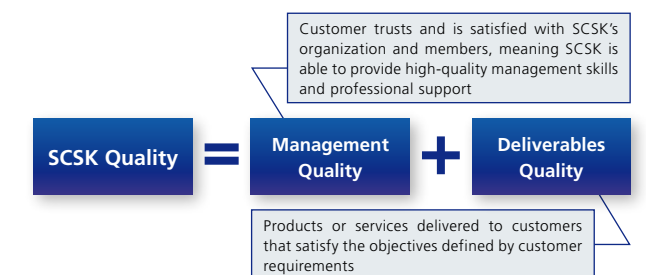 Customer trusts and is satisfied with SCSK's
organization and members, meaning SCSK is
able to provide high-quality management skills
and professional support
SCSK Quality = Management Quality + Deliverables Quality
Products or services delivered to customers
that satisfy the objectives defined by customer
requirements